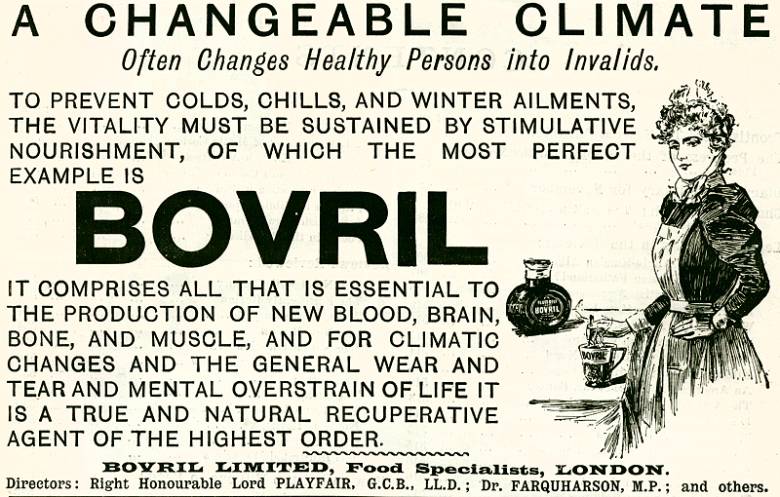 A CHANGEABLE CLIMATE
Often Changes Healthy Persons into Invalids.
TO PREVENT COLDS, CHILLS, AND WINTER AILMENTS,
THE VITALITY MUST BE SUSTAINED BY STIMULATIVE
NOURISHMENT, OF WHICH THE MOST PERFECT
EXAMPLE IS
BOVRIL
IT COMPRISES ALL THAT IS ESSENTIAL TO
THE PRODUCTION OF NEW BLOOD, BRAIN,
BONE, AND MUSCLE, AND FOR CLIMATIC
CHANGES AND THE GENERAL WEAR AND
TEAR AND MENTAL OVERSTRAIN OF LIFE IT
IS A TRUE AND NATURAL RECUPERATIVE
AGENT OF THE HIGHEST ORDER.
BOVRIL
BOVRIL
BOVRIL LIMITED, Food Specialists, LONDON.
Directors: Right Honourable Lord PLAYFAIR, G.C.B., LL.D.; Dr. FARQUHARSON, M.P.; and others.